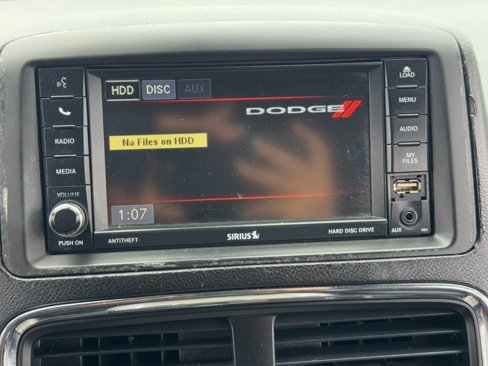 HDD DISC AUX
DODGE
No Files on HDD
1:07
RADIO
MEDIA
VOLUME
PUSH ON
ANTITHEFT
SIRIUS
HARD DISC DRIVE
LOAD
MENU
AUDIO
MY
FILES
AUX